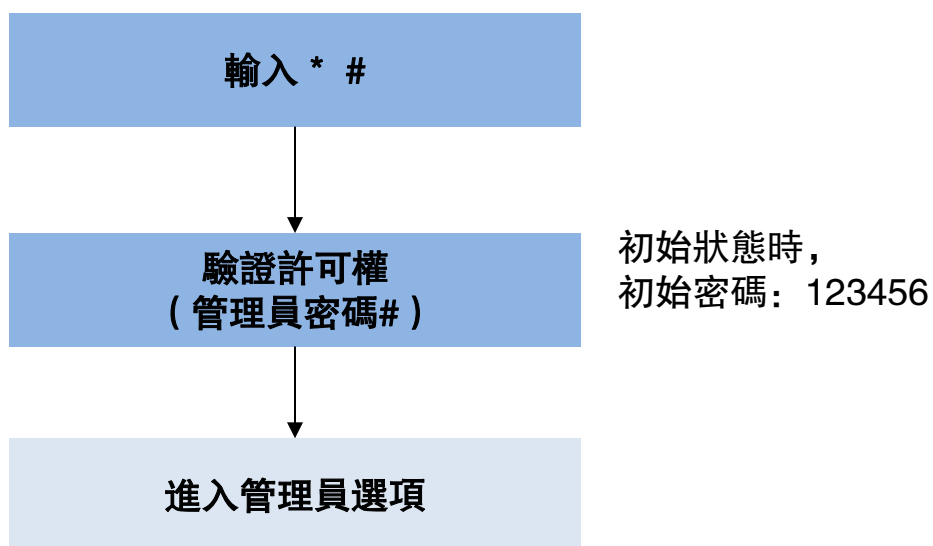 輸入 * #
驗證許可權
( 管理員密碼# )
初始狀態時，
初始密碼：123456
進入管理員選項